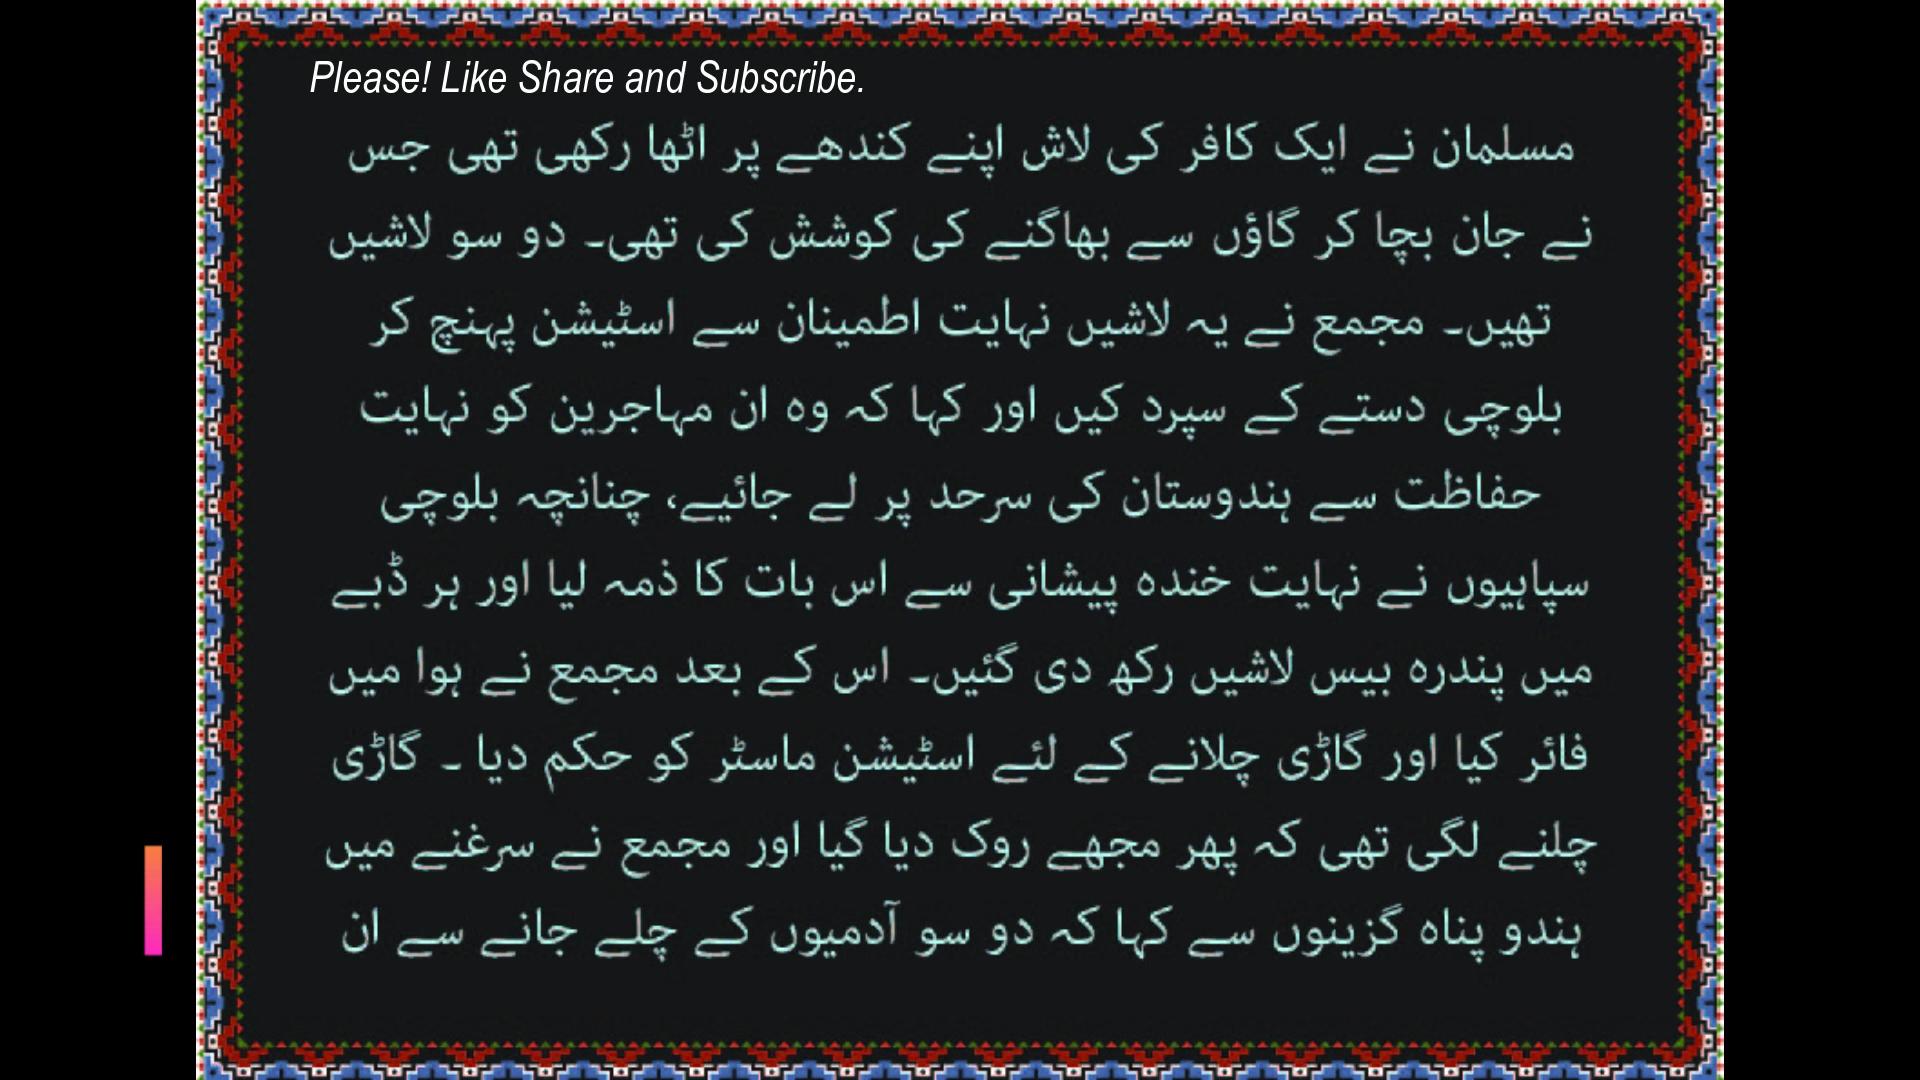 Please! Like Share and Subscribe.
مسلمان نے ایک کافر کی لاش اپنے کندھے پر اٹھا رکھی تھی جس
نے جان بچا کر گاؤں سے بھاگنے کی کوشش کی تھی۔ دو سو لاشیں
تھیں۔ مجمع نے یہ لاشیں نہایت اطمینان سے اسٹیشن پہنچ کر
بلوچی دستے کے سپرد کیں اور کہا کہ وہ ان مہاجرین کو نہایت
حفاظت سے ہندوستان کی سرحد پر لے جائیے، چنانچہ بلوچی
سپاہیوں نے نہایت خندہ پیشانی سے اس بات کا ذمہ لیا اور ہر ڈبے
میں پندرہ بیس لاشیں رکھ دی گئیں۔ اس کے بعد مجمع نے ہوا میں
فائر کیا اور گاڑی چلانے کے لئے اسٹیشن ماسٹر کو حکم دیا ۔ گاڑی
چلنے لگی تھی کہ پھر مجھے روک دیا گیا اور مجمع نے سرغنے میں
ہندو پناہ گزینوں سے کہا کہ دو سو آدمیوں کے چلے جانے سے ان